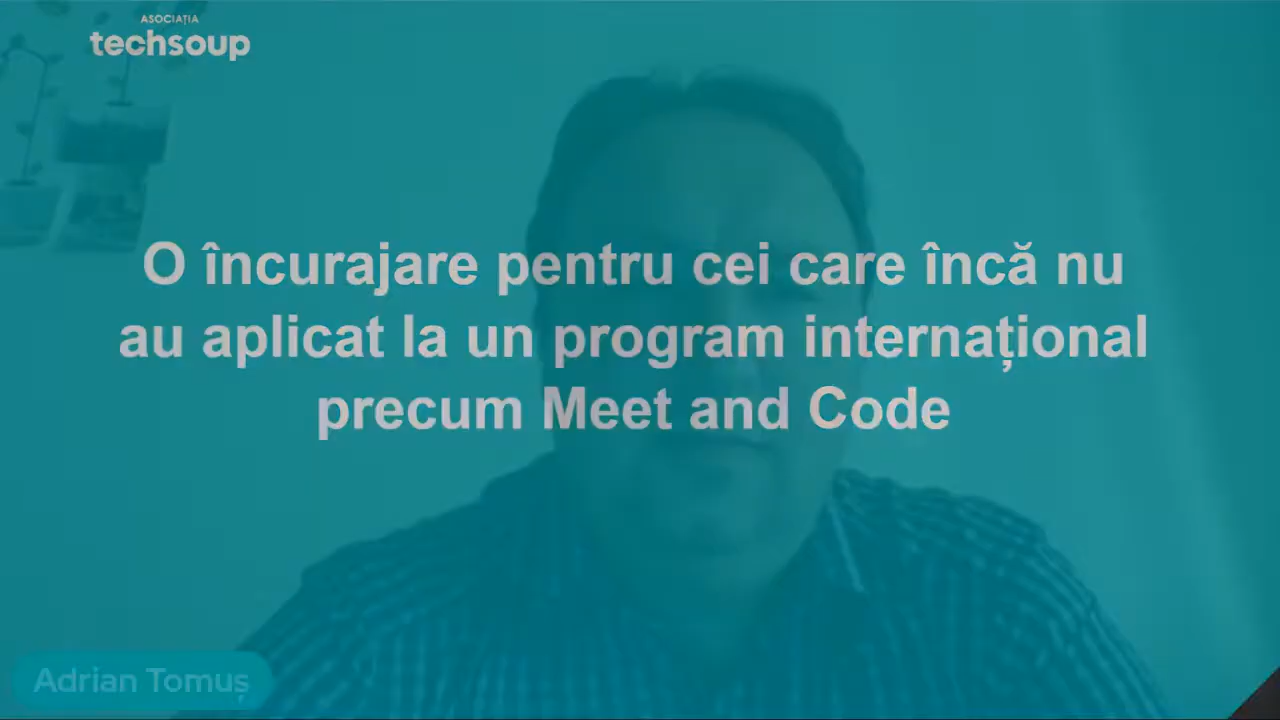 ASOCIAȚIA
techsoup
O încurajare pentru cei care încă nu
au aplicat la un program internațional
precum Meet and Code
Adrian Tomuș